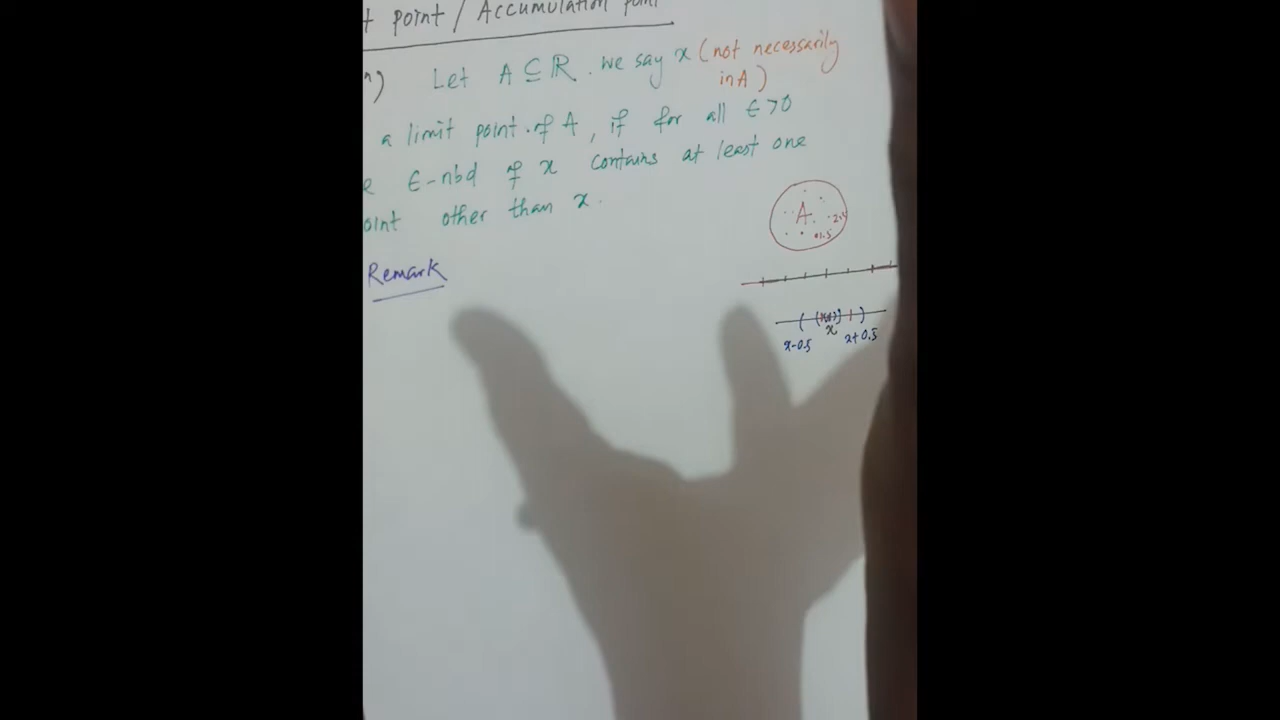 t point / Accumulation point
n) Let A ⊆ ℝ . we say x (not necessarily
in A)
a limit point of A , if for all ϵ > 0
e ϵ-nbd of x contains at least one
oint other than x .
Remark
A
x
x-0.5 x+0.5